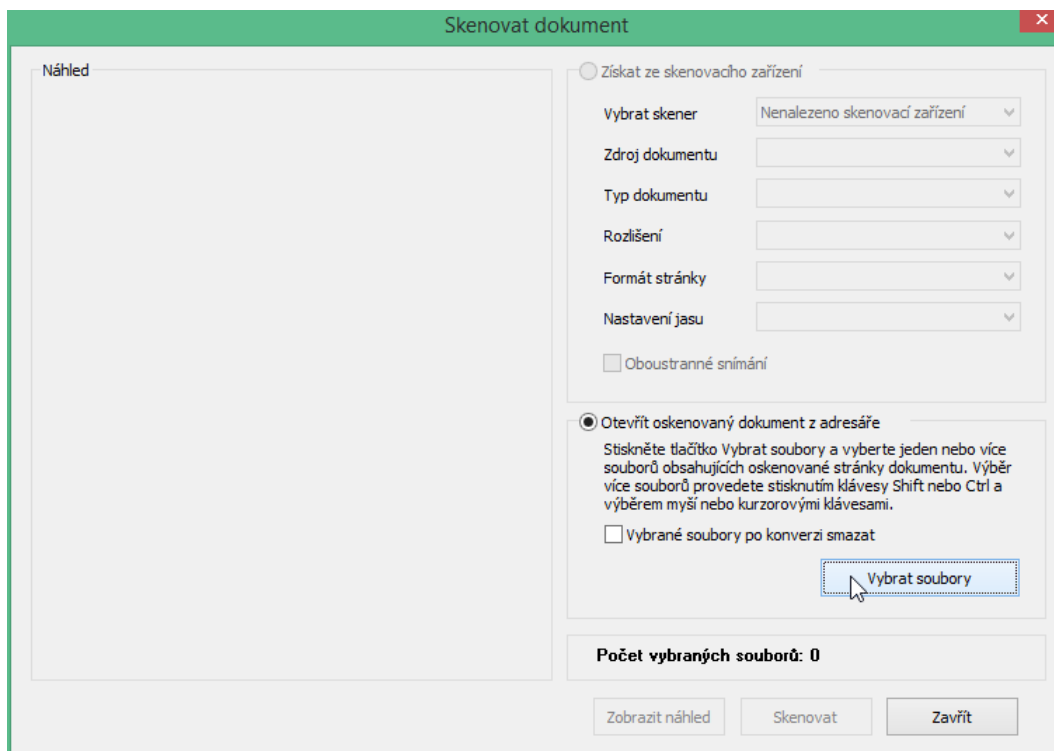 Skenovat dokument
Náhled
Získat ze skenovacího zařízení
Vybrat skener
Nenalezeno skenovací zařízení
Zdroj dokumentu
Typ dokumentu
Rozlišení
Formát stránky
Nastavení jasu
Oboustranné snímání
Otevřít oskenovaný dokument z adresáře
Stiskněte tlačítko Vybrat soubory a vyberte jeden nebo více
souborů obsahujících oskenované stránky dokumentu. Výběr
více souborů provedete stisknutím klávesy Shift nebo Ctrl a
výběrem myší nebo kurzorovými klávesami.
Vybrané soubory po konverzi smazat
Vybrat soubory
Počet vybraných souborů: 0
Zobrazit náhled
Skenovat
Zavřít